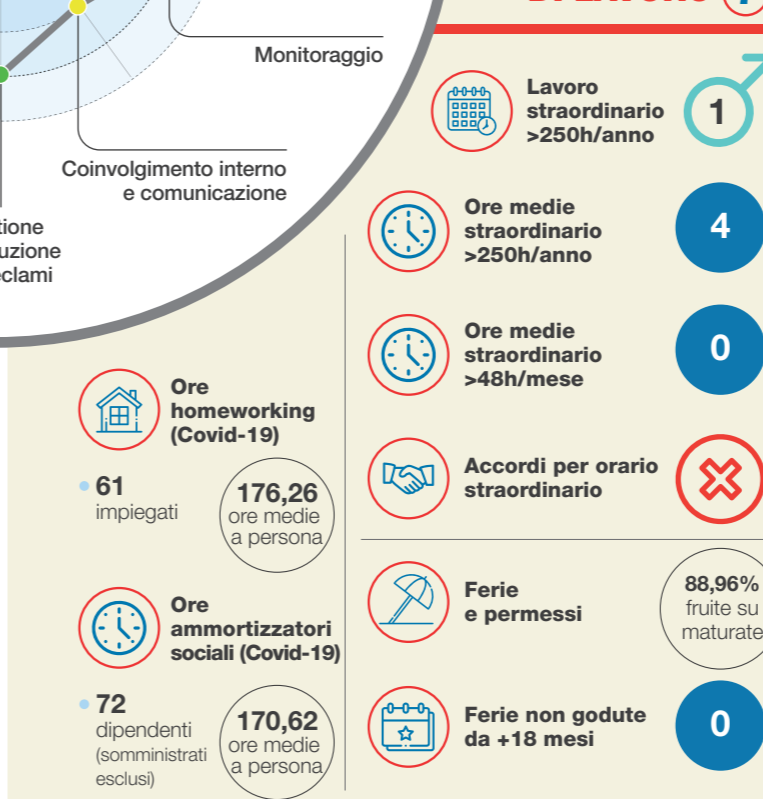 Monitoraggio
Coinvolgimento interno
e comunicazione
Lavoro
straordinario
>250h/anno
1
Ore medie
straordinario
>250h/anno
4
Ore medie
straordinario
>48h/mese
0
Accordi per orario
straordinario
Ferie
e permessi
88,96%
fruite su
maturate
Ferie non godute
da +18 mesi
0
Ore
homeworking
(Covid-19)
61
impiegati
176,26
ore medie
a persona
Ore
ammortizzatori
sociali (Covid-19)
72
dipendenti
(somministrati
esclusi)
170,62
ore medie
a persona